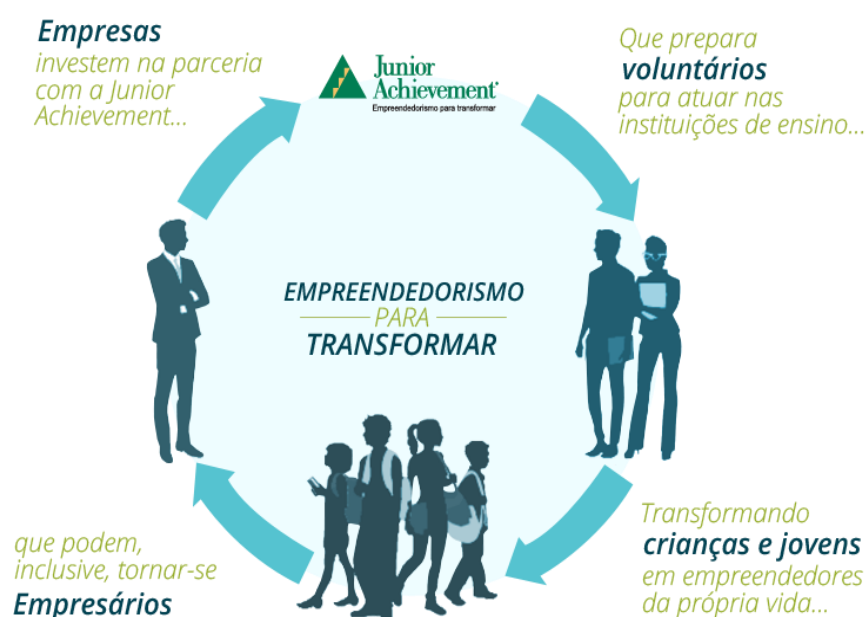 Empresas
investem na parceria
com a Junior
Achievement...
Junior
Achievement®
Empreendedorismo para transformar
Que prepara
voluntários
para atuar nas
instituições de ensino...
EMPREENDEDORISMO
PARA
TRANSFORMAR
Transformando
crianças e jovens
em empreendedores
da própria vida...
que podem,
inclusive, tornar-se
Empresários